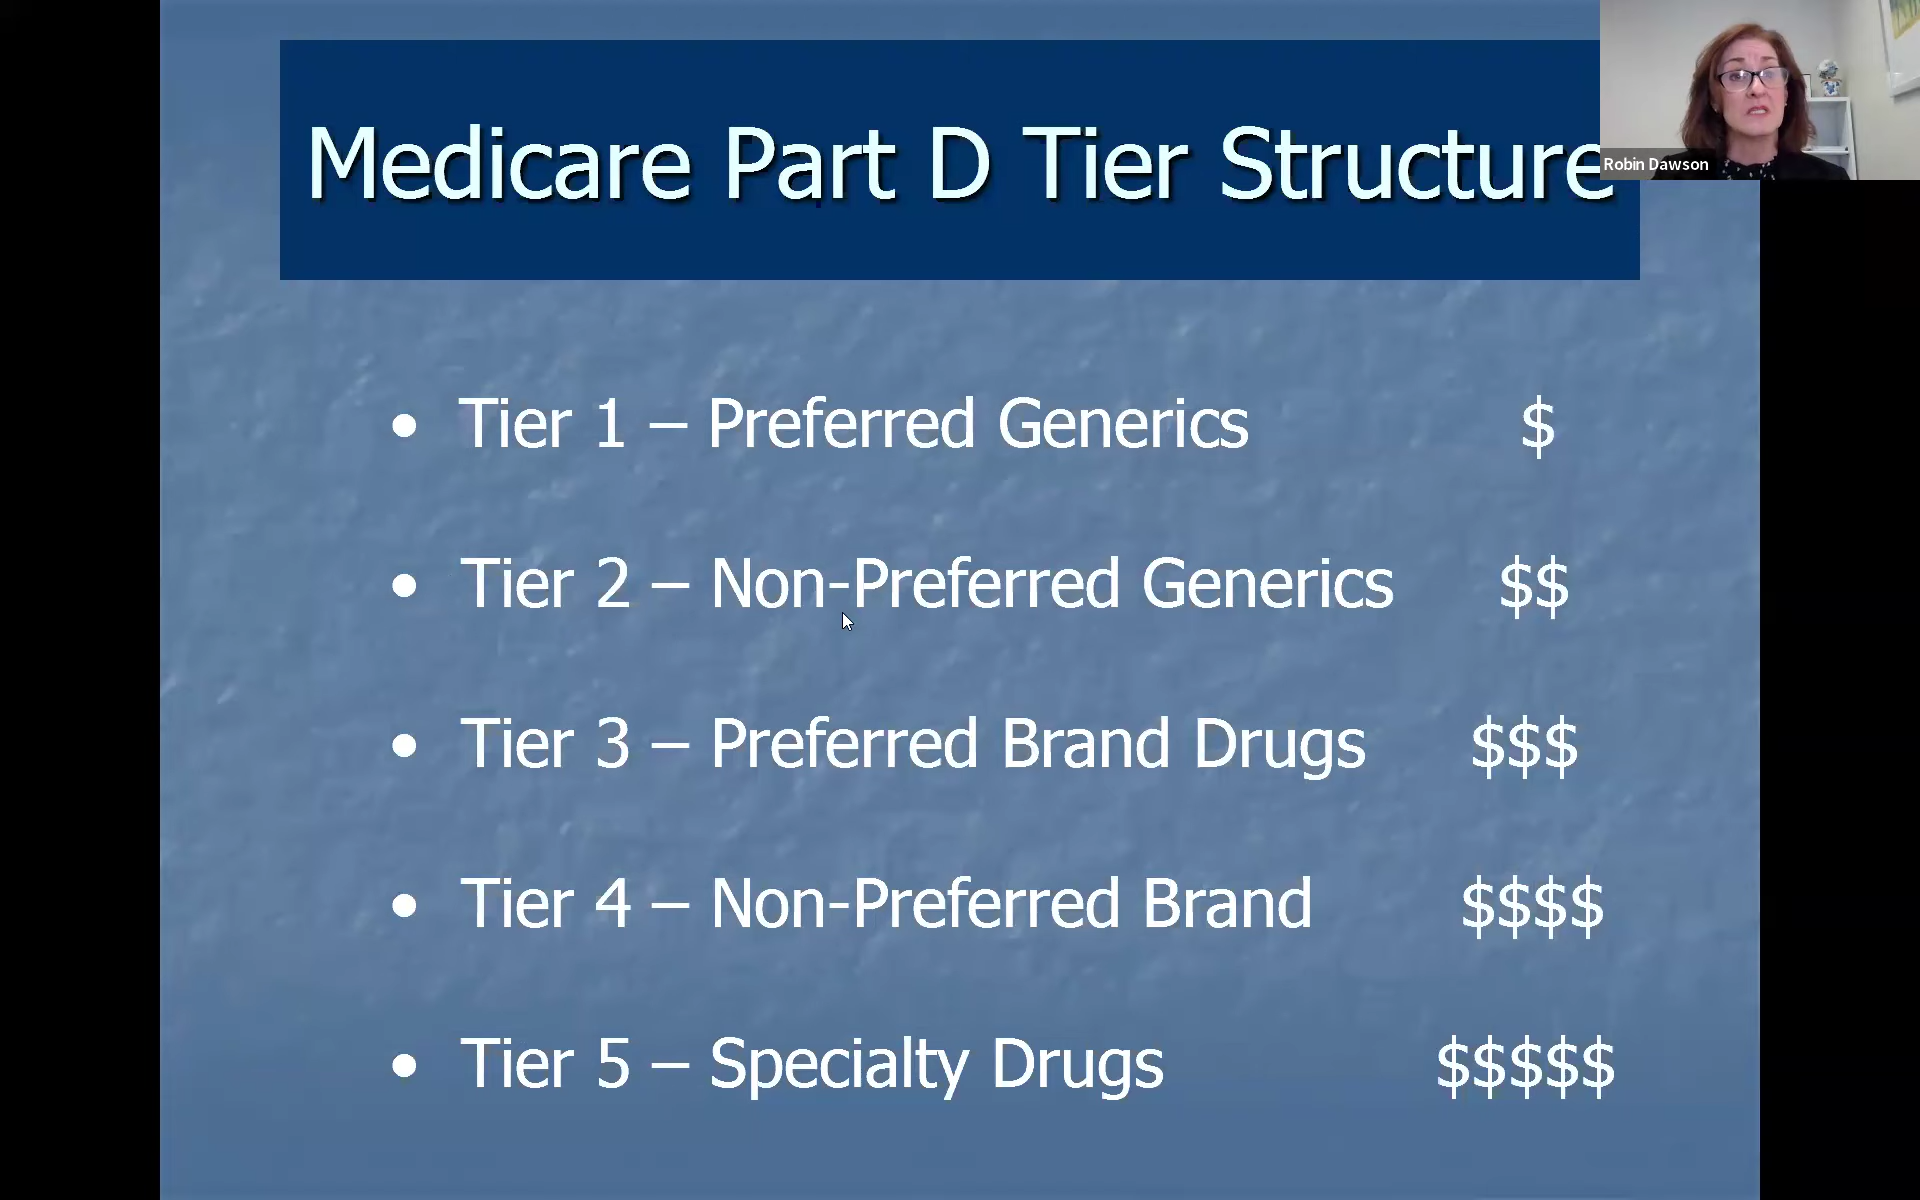 Medicare Part D Tier Structure
Robin Dawson
• Tier 1 – Preferred Generics $
• Tier 2 – Non-Preferred Generics $$
• Tier 3 – Preferred Brand Drugs $$$
• Tier 4 – Non-Preferred Brand $$$$
• Tier 5 – Specialty Drugs $$$$$